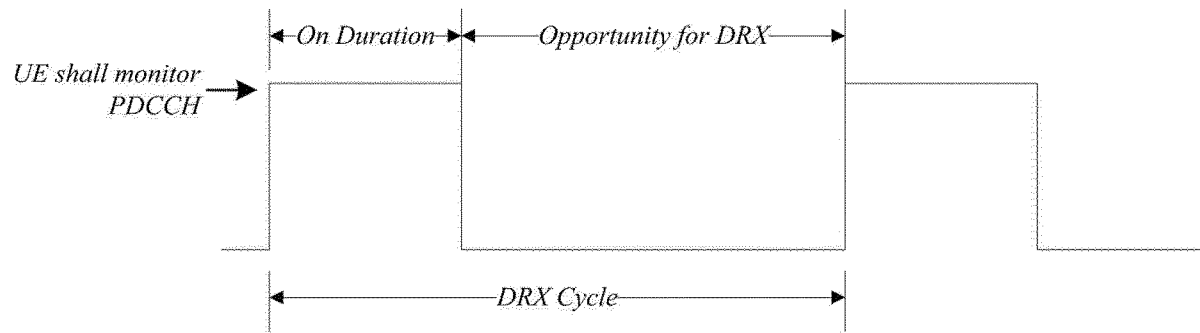 On Duration
Opportunity for DRX
UE shall monitor
PDCCH
DRX Cycle